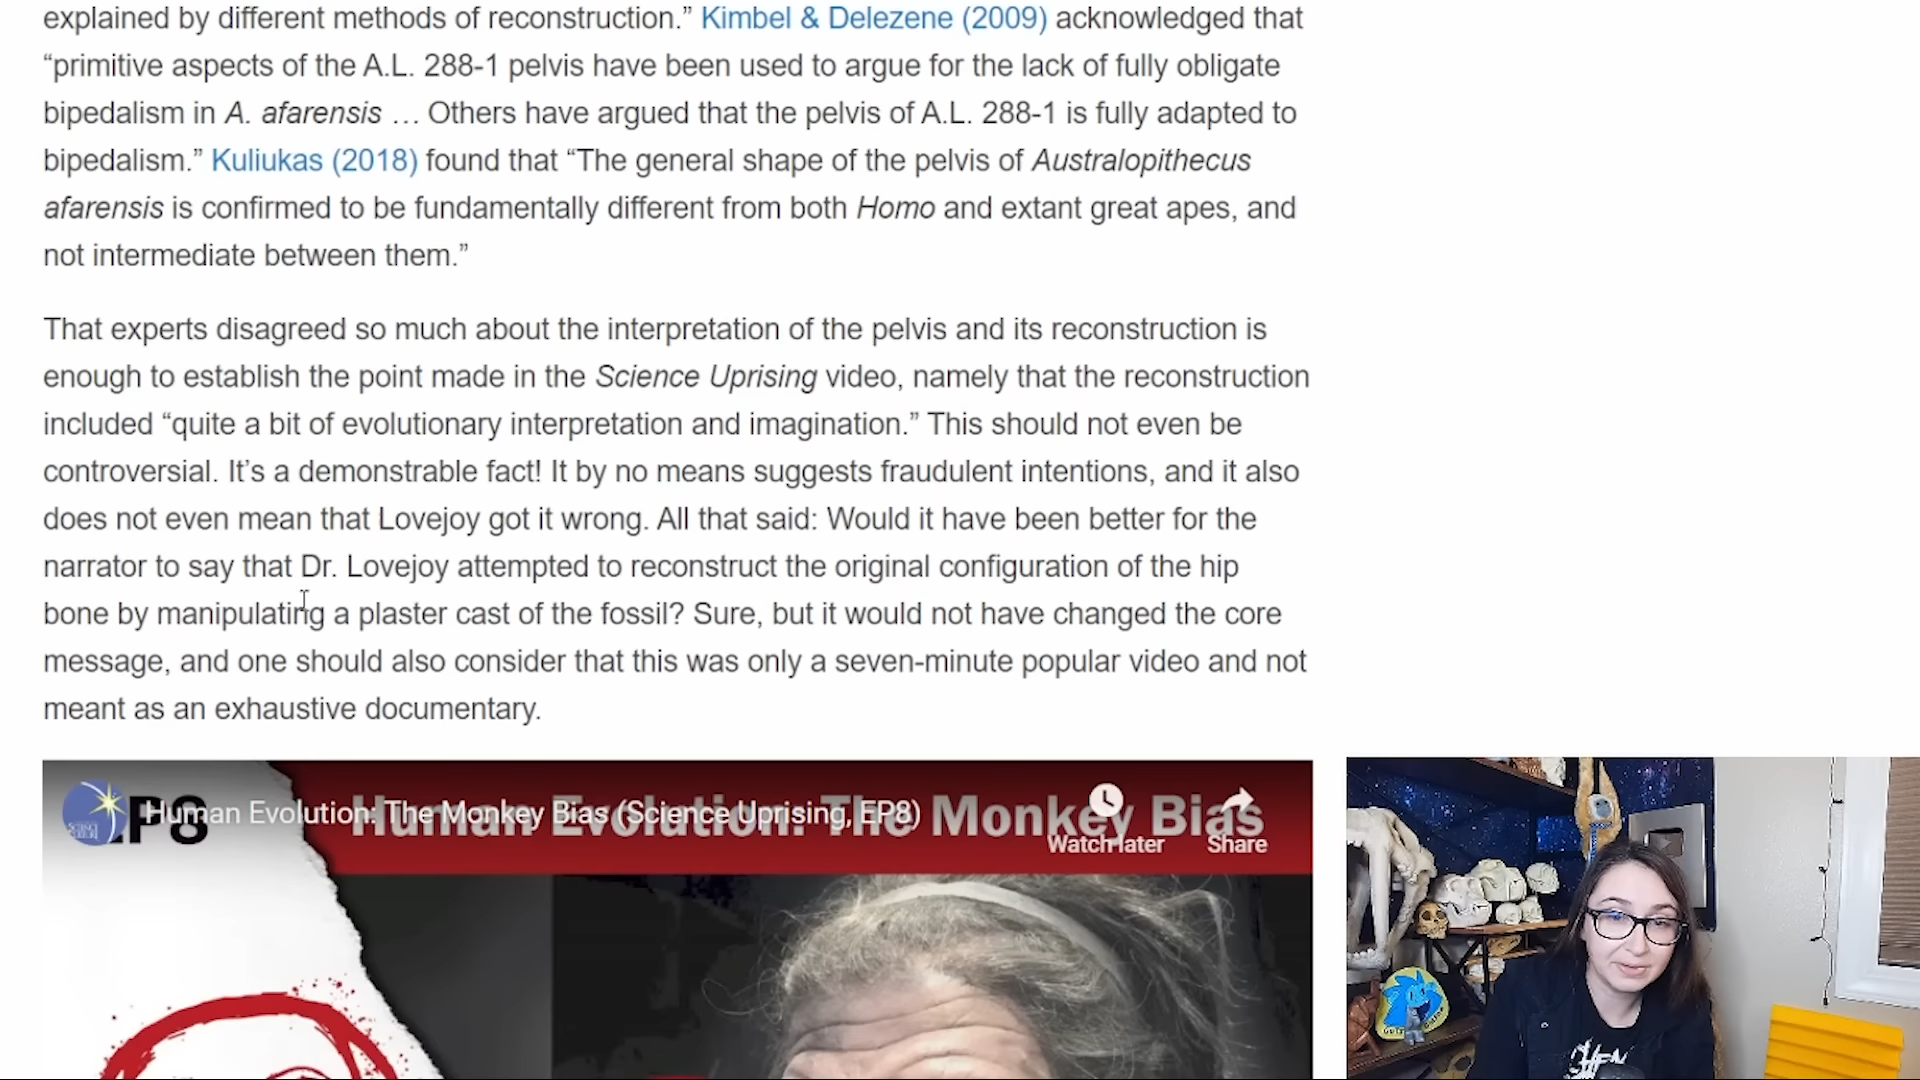 explained by different methods of reconstruction.” Kimbel & Delezene (2009) acknowledged that
“primitive aspects of the A.L. 288-1 pelvis have been used to argue for the lack of fully obligate
bipedalism in A. afarensis … Others have argued that the pelvis of A.L. 288-1 is fully adapted to
bipedalism.” Kuliukas (2018) found that “The general shape of the pelvis of Australopithecus
afarensis is confirmed to be fundamentally different from both Homo and extant great apes, and
not intermediate between them.”
That experts disagreed so much about the interpretation of the pelvis and its reconstruction is
enough to establish the point made in the Science Uprising video, namely that the reconstruction
included “quite a bit of evolutionary interpretation and imagination.” This should not even be
controversial. It’s a demonstrable fact! It by no means suggests fraudulent intentions, and it also
does not even mean that Lovejoy got it wrong. All that said: Would it have been better for the
narrator to say that Dr. Lovejoy attempted to reconstruct the original configuration of the hip
bone by manipulating a plaster cast of the fossil? Sure, but it would not have changed the core
message, and one should also consider that this was only a seven-minute popular video and not
meant as an exhaustive documentary.
EP8
Human Evolution: The Monkey Bias
Human Evolution: The Monkey Bias (Science Uprising, EP8)
Watch later
Share